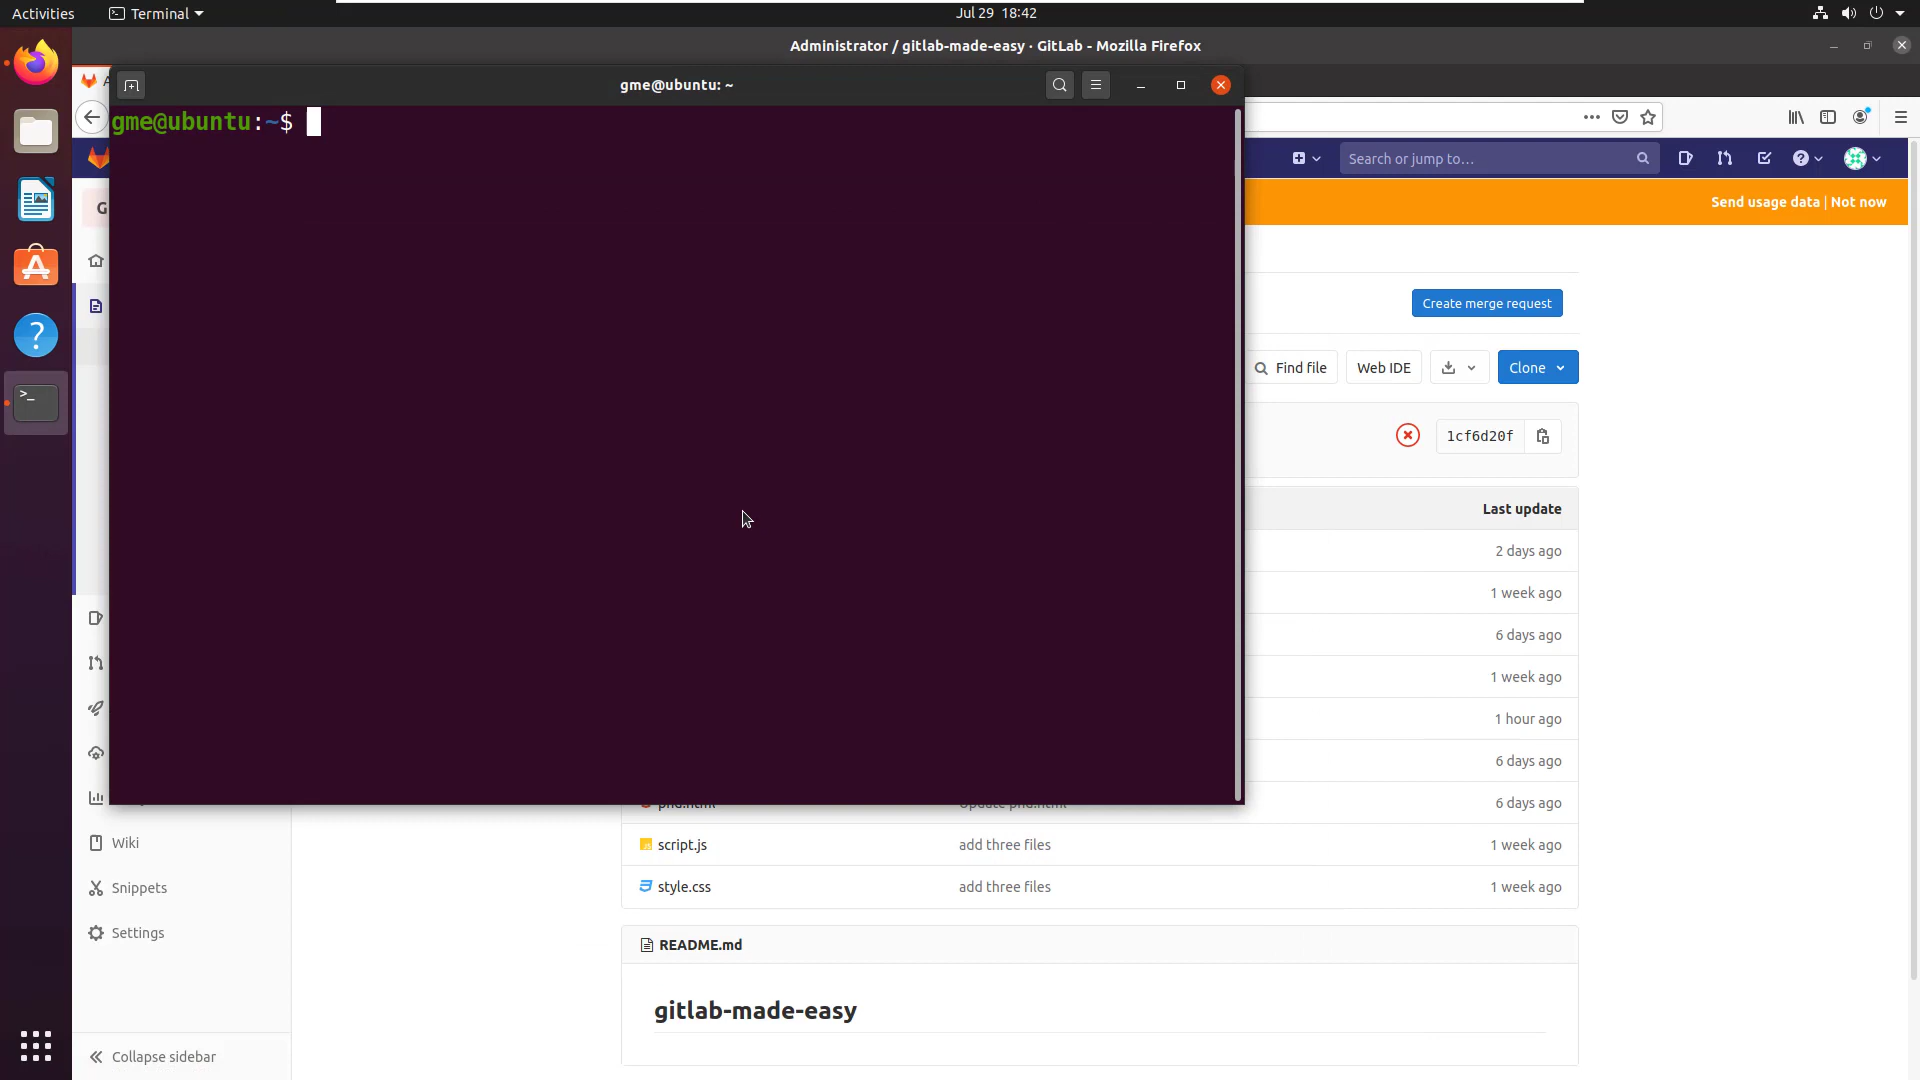 Activities
Terminal
Jul 29 18:42
Administrator / gitlab-made-easy · GitLab - Mozilla Firefox
gme@ubuntu: ~
gme@ubuntu:~$
Search or jump to…
Send usage data | Not now
Create merge request
Find file
Web IDE
Clone
1cf6d20f
Last update
2 days ago
1 week ago
6 days ago
1 week ago
1 hour ago
6 days ago
6 days ago
script.js
add three files
1 week ago
style.css
add three files
1 week ago
Wiki
Snippets
Settings
README.md
gitlab-made-easy
Collapse sidebar